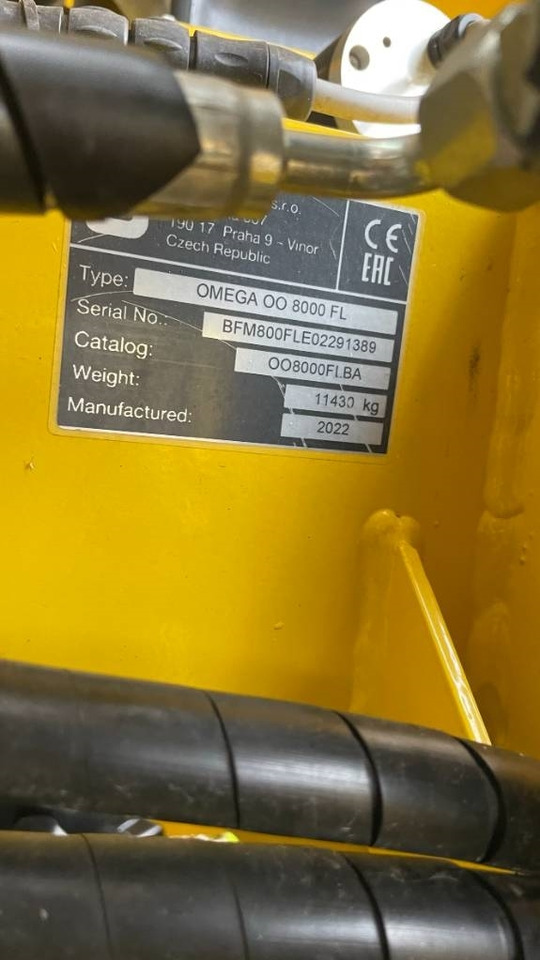 s.r.o.
190 17 Praha 9 - Vinoř
Czech Republic
CE
EAC
Type: OMEGA OO 8000 FL
Serial No.: BFM800FLE02291389
Catalog: OO8000FLBA
Weight: 11430 kg
Manufactured: 2022